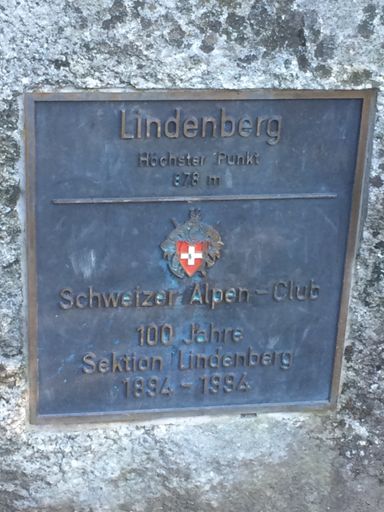 Lindenberg
Höchster Punkt
878 m
Schweizer Alpen-Club
100 Jahre
Sektion Lindenberg
1894 - 1994